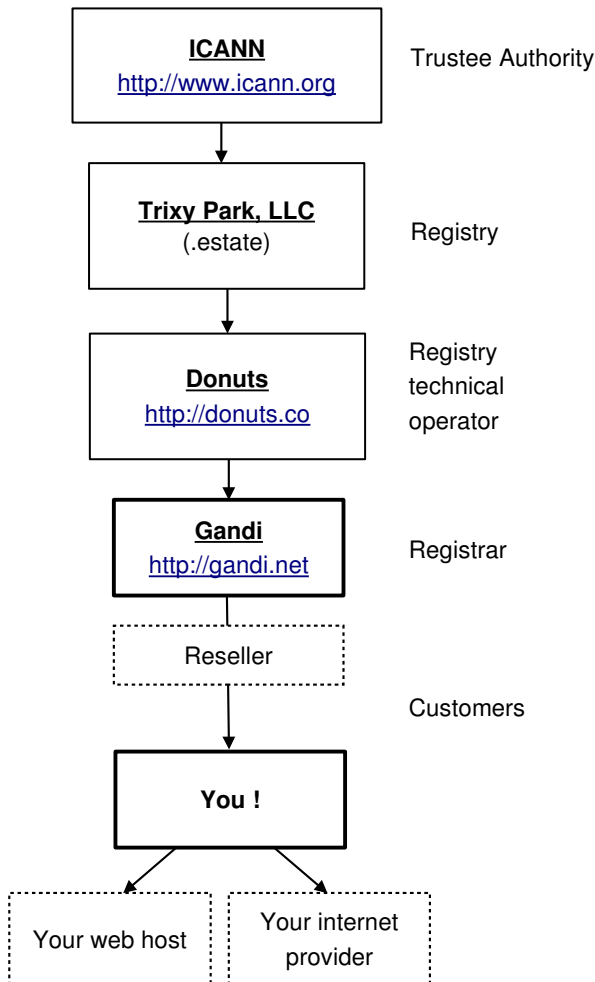 ICANN
http://www.icann.org
Trustee Authority
Trixy Park, LLC
(.estate)
Registry
Donuts
http://donuts.co
Registry
technical
operator
Gandi
http://gandi.net
Registrar
Reseller
Customers
You !
Your web host
Your internet
provider